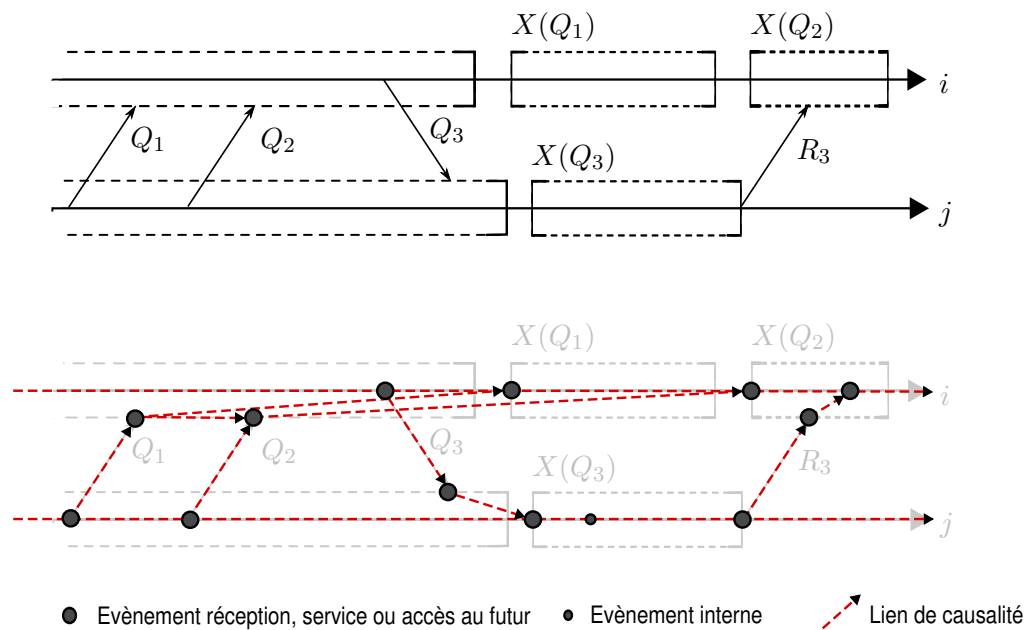 X(Q1) X(Q2)
i
Q1 Q2 Q3 R3
X(Q3)
j
X(Q1) X(Q2)
i
Q1 Q2 Q3 R3
X(Q3)
j
Evènement réception, service ou accès au futur Evènement interne Lien de causalité